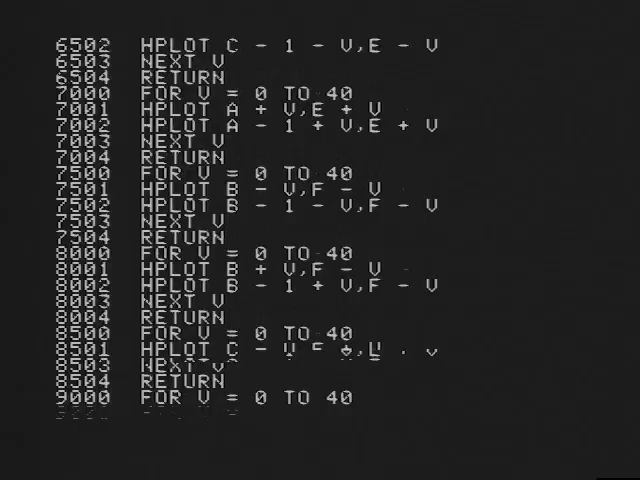 6502 HPLOT C - 1 - V,E - V
6503 NEXT V
6504 RETURN
7000 FOR V = 0 TO 40
7001 HPLOT A + V,E + V
7002 HPLOT A - 1 + V,E + V
7003 NEXT V
7004 RETURN
7500 FOR V = 0 TO 40
7501 HPLOT B - V,F - V
7502 HPLOT B - 1 - V,F - V
7503 NEXT V
7504 RETURN
8000 FOR V = 0 TO 40
8001 HPLOT B + V,F - V
8002 HPLOT B - 1 + V,F - V
8003 NEXT V
8004 RETURN
8500 FOR V = 0 TO 40
8501 HPLOT C -
8503 NEXT
8504 RETURN
9000 FOR V = 0 TO 40